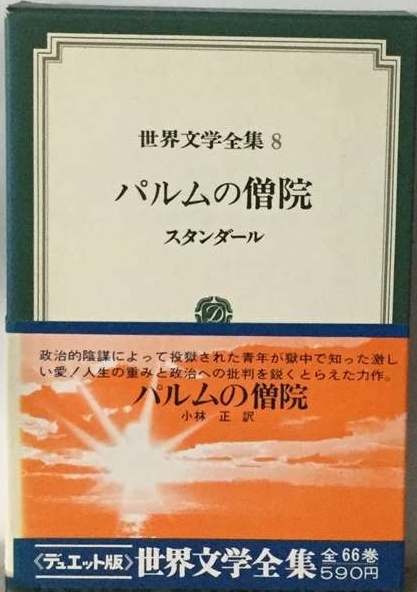 世界文学全集 8
パルムの僧院
スタンダール
D
政治的陰謀によって投獄された青年が獄中で知った激し
い愛!人生の重みと政治への批判を鋭くとらえた力作。
パルムの僧院
小林 正 訳
〈デュエット版〉世界文学全集 全66巻
590円